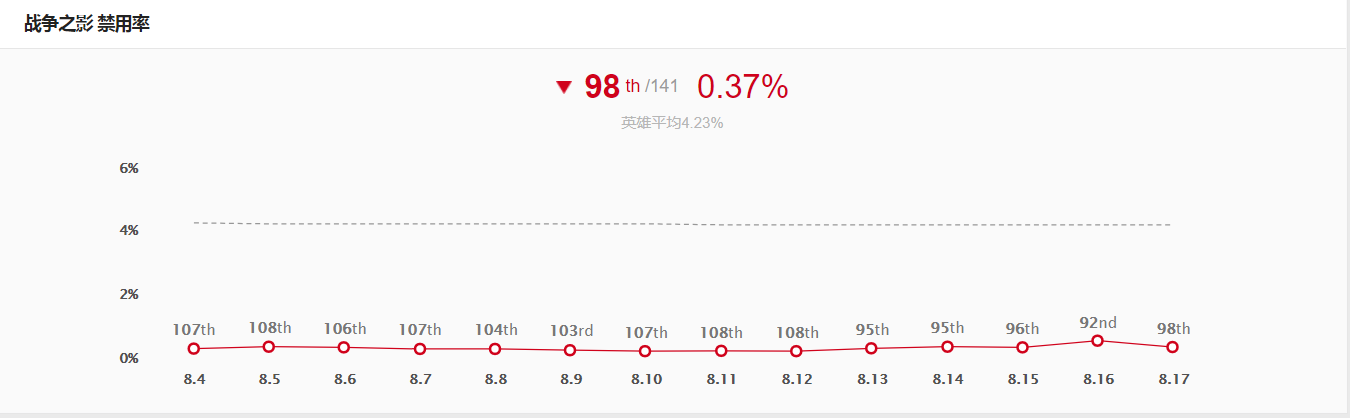 战争之影 禁用率
▼ 98 th /141 0.37%
英雄平均4.23%
6%
4%
2%
107th 108th 106th 107th 104th 103rd 107th 108th 108th 95th 95th 96th 92nd 98th
0%
8.4 8.5 8.6 8.7 8.8 8.9 8.10 8.11 8.12 8.13 8.14 8.15 8.16 8.17